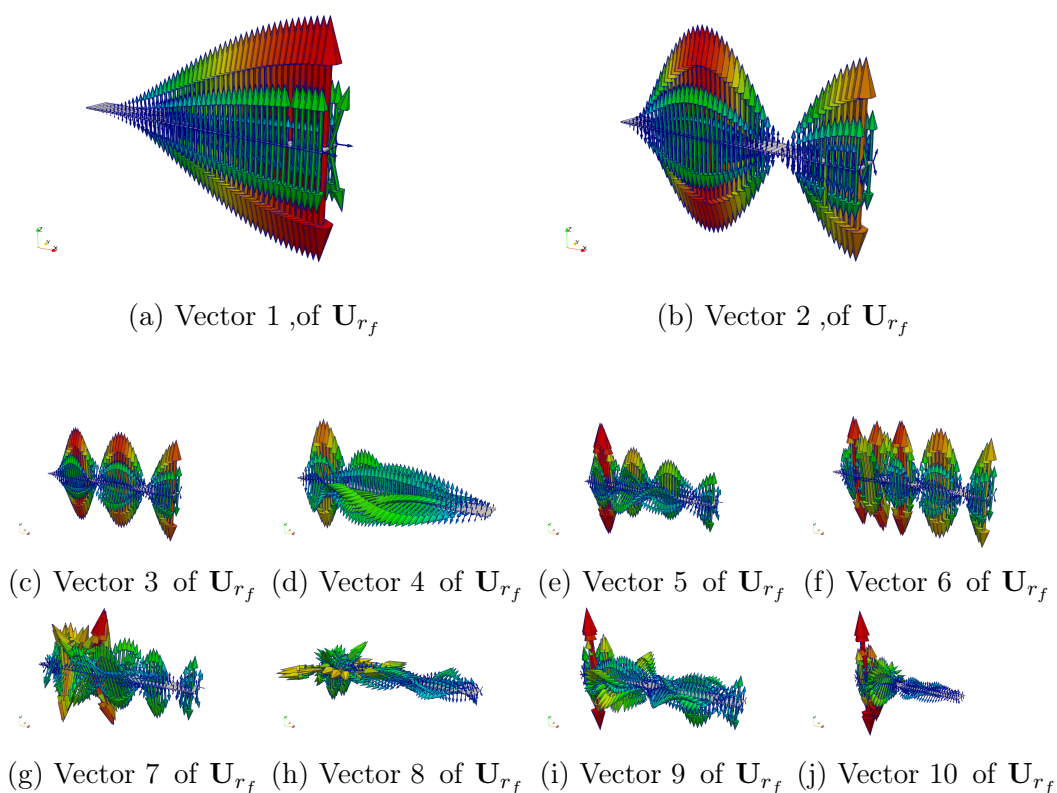 (a) Vector 1 ,of U_{r_f} (b) Vector 2 ,of U_{r_f}
(c) Vector 3 of U_{r_f} (d) Vector 4 of U_{r_f} (e) Vector 5 of U_{r_f} (f) Vector 6 of U_{r_f}
(g) Vector 7 of U_{r_f} (h) Vector 8 of U_{r_f} (i) Vector 9 of U_{r_f} (j) Vector 10 of U_{r_f}